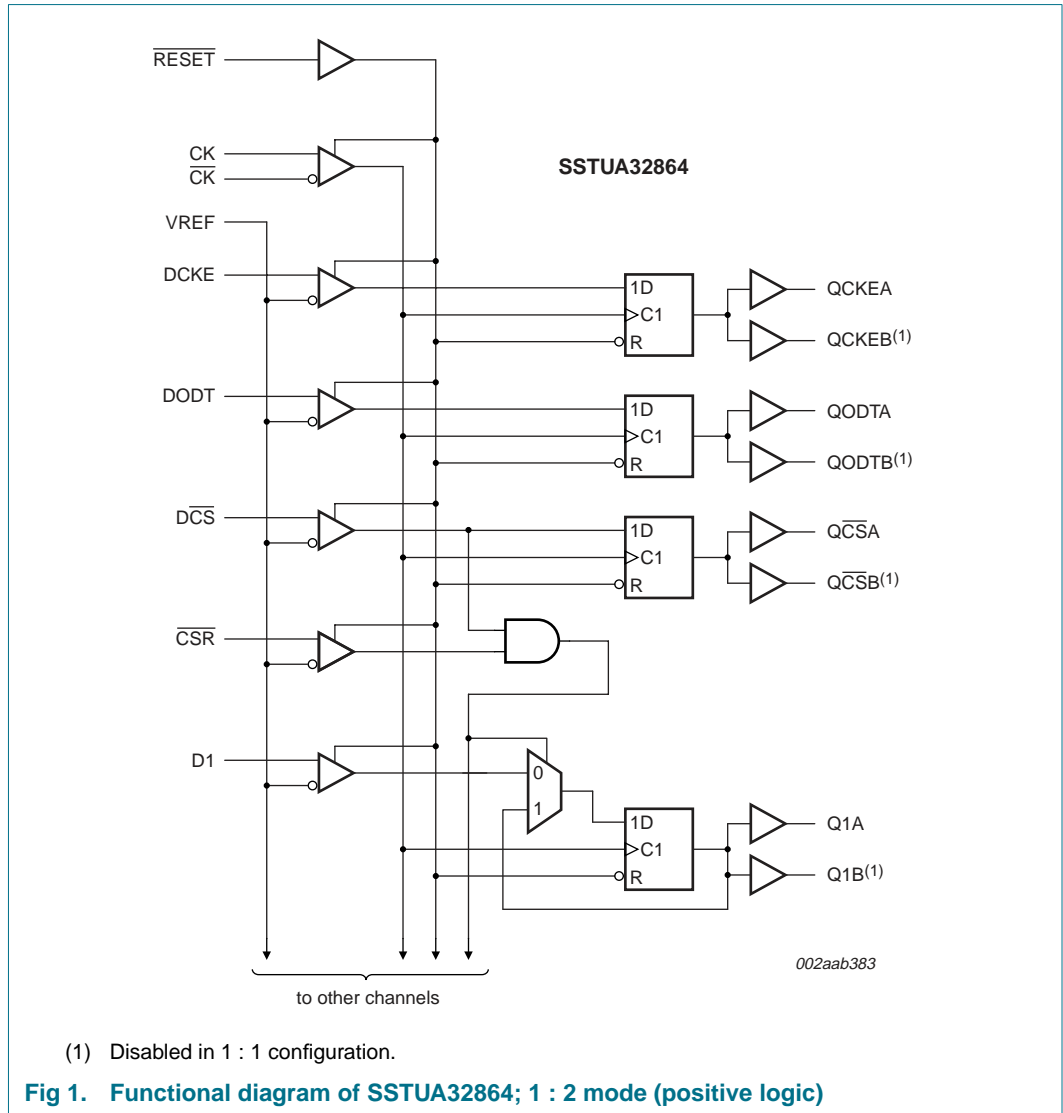 RESET
CK
CK
SSTUA32864
VREF
DCKE
1D
C1
R
QCKEA
QCKEB(1)
DODT
1D
C1
R
QODTA
QODTB(1)
DCS
1D
C1
R
QCSA
QCSB(1)
CSR
D1
0
1
1D
C1
R
Q1A
Q1B(1)
002aab383
to other channels
(1) Disabled in 1 : 1 configuration.
Fig 1. Functional diagram of SSTUA32864; 1 : 2 mode (positive logic)